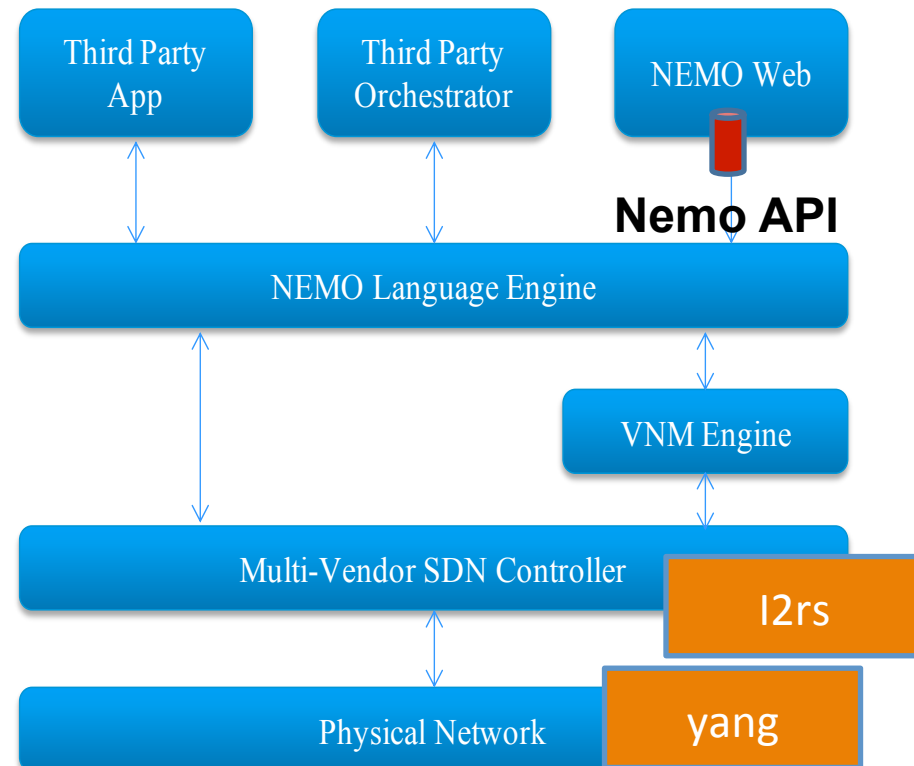 Third Party
App
Third Party
Orchestrator
NEMO Web
Nemo API
NEMO Language Engine
VNM Engine
Multi-Vendor SDN Controller
I2rs
Physical Network
yang